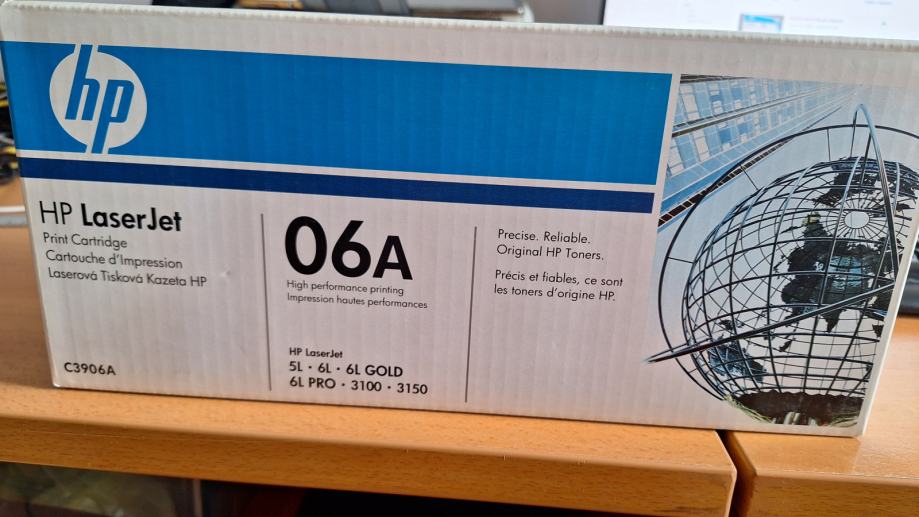 hp
HP LaserJet
Print Cartridge
Cartouche d'Impression
Laserová Tisková Kazeta HP
C3906A
06A
High performance printing
Impression hautes performances
HP LaserJet
5L · 6L · 6L GOLD
6L PRO · 3100 · 3150
Precise. Reliable.
Original HP Toners.
Précis et fiables, ce sont
les toners d'origine HP.